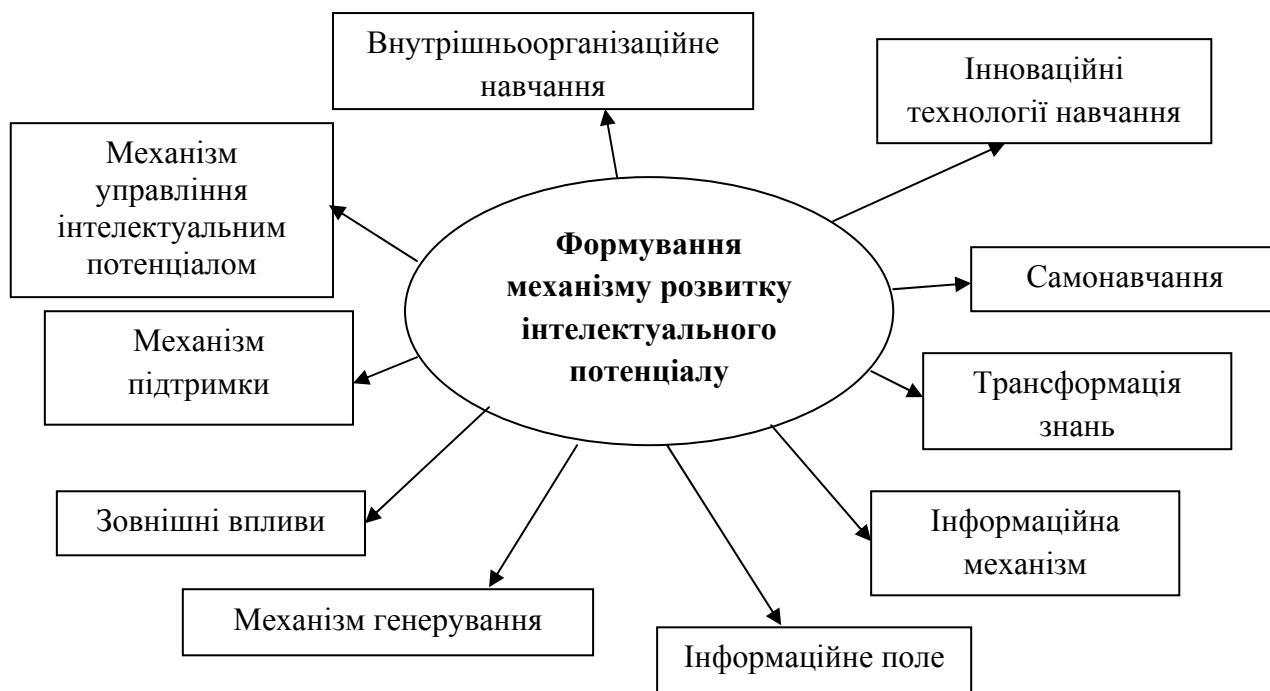 Внутрішньоорганізаційне
навчання
Інноваційні
технології навчання
Механізм
управління
інтелектуальним
потенціалом
Формування
механізму розвитку
інтелектуального
потенціалу
Самонавчання
Механізм
підтримки
Трансформація
знань
Зовнішні впливи
Інформаційна
механізм
Механізм генерування
Інформаційне поле